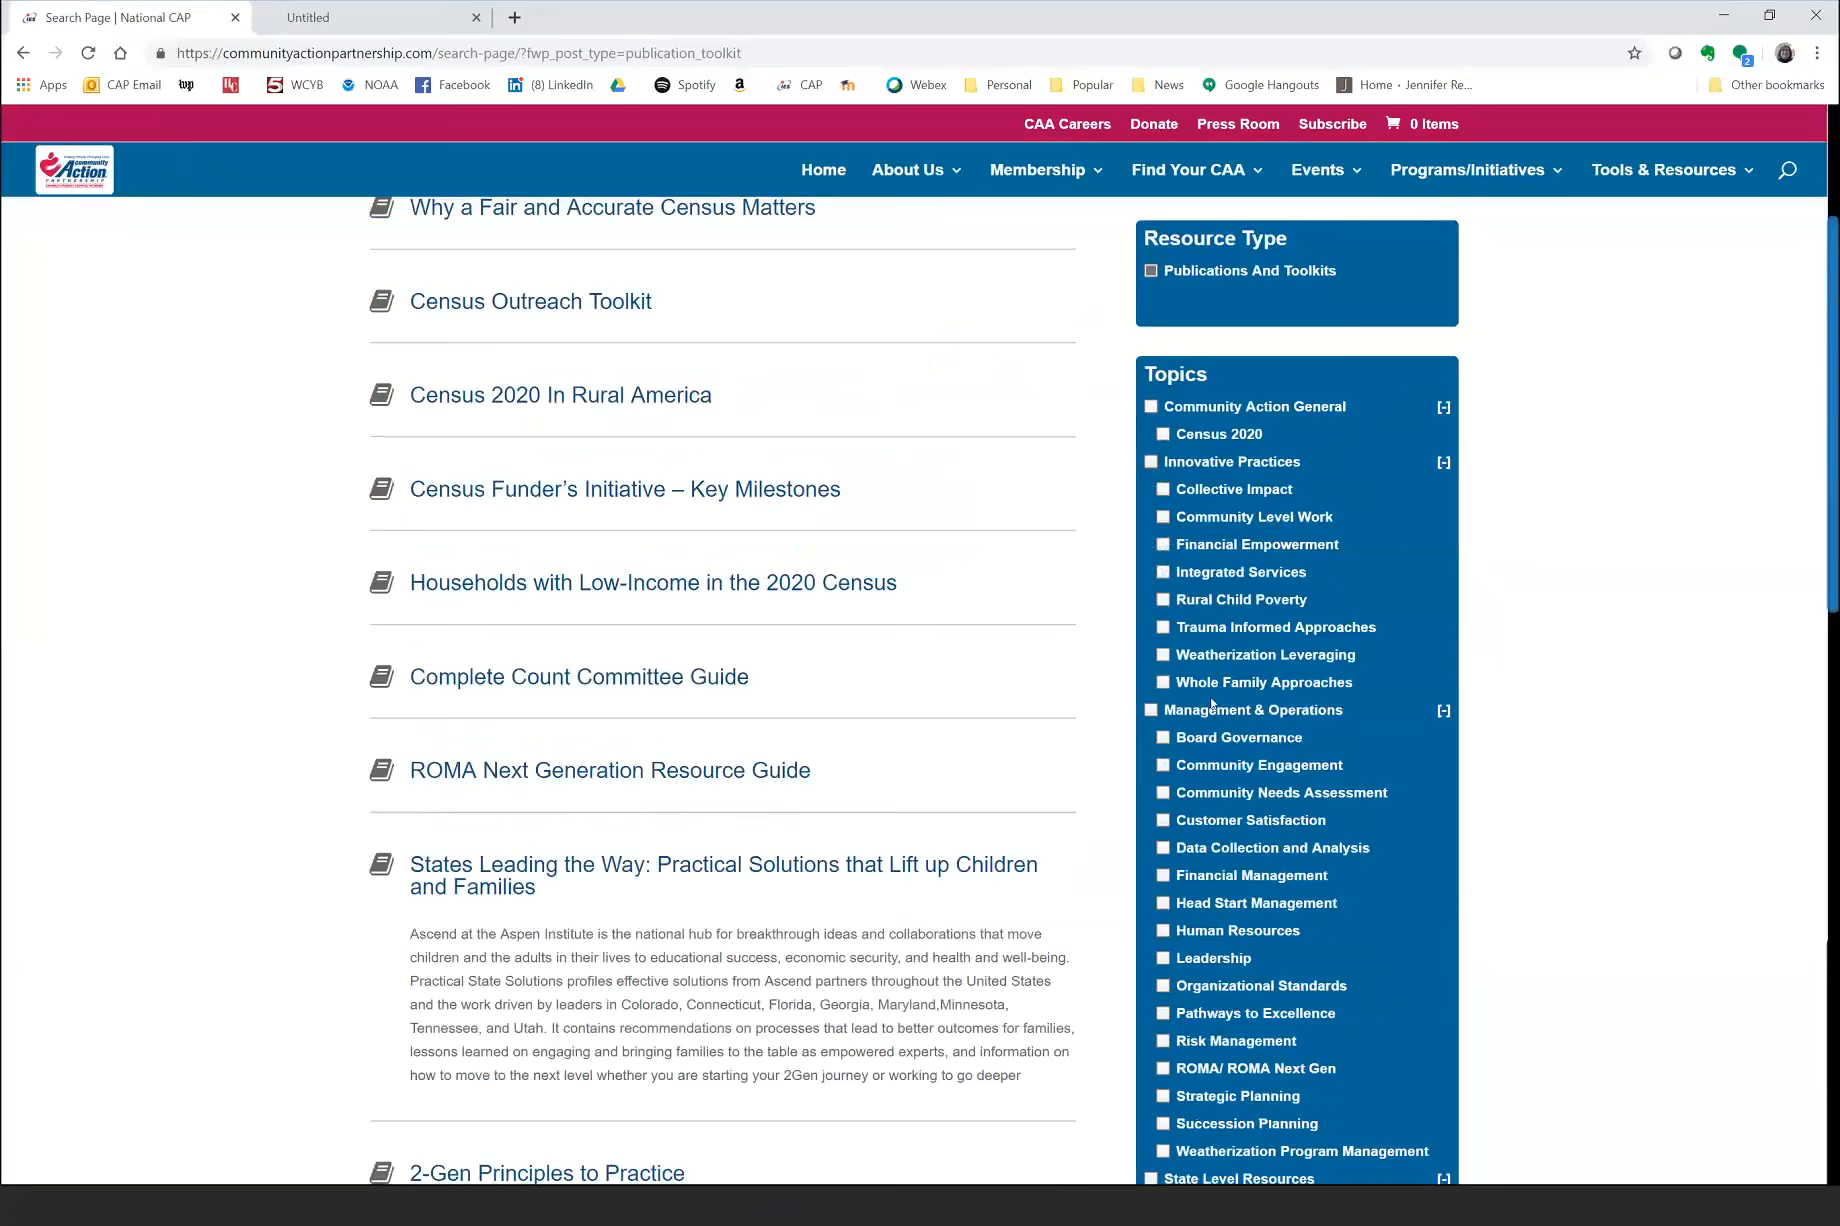 Search Page | National CAP
Untitled
https://communityactionpartnership.com/search-page/?fwp_post_type=publication_toolkit
2
Apps
CAP Email
wp
WCYB
NOAA
Facebook
(8) LinkedIn
Spotify
CAP
Webex
Personal
Popular
News
Google Hangouts
Home · Jennifer Re...
Other bookmarks
CAA Careers
Donate
Press Room
Subscribe
0 Items
community
Action
PARTNERSHIP
Home
About Us
Membership
Find Your CAA
Events
Programs/Initiatives
Tools & Resources
Why a Fair and Accurate Census Matters
Census Outreach Toolkit
Census 2020 In Rural America
Census Funder’s Initiative – Key Milestones
Households with Low-Income in the 2020 Census
Complete Count Committee Guide
ROMA Next Generation Resource Guide
States Leading the Way: Practical Solutions that Lift up Children
and Families
Ascend at the Aspen Institute is the national hub for breakthrough ideas and collaborations that move
children and the adults in their lives to educational success, economic security, and health and well-being.
Practical State Solutions profiles effective solutions from Ascend partners throughout the United States
and the work driven by leaders in Colorado, Connecticut, Florida, Georgia, Maryland,Minnesota,
Tennessee, and Utah. It contains recommendations on processes that lead to better outcomes for families,
lessons learned on engaging and bringing families to the table as empowered experts, and information on
how to move to the next level whether you are starting your 2Gen journey or working to go deeper
2-Gen Principles to Practice
Resource Type
Publications And Toolkits
Topics
Community Action General [-]
Census 2020
Innovative Practices [-]
Collective Impact
Community Level Work
Financial Empowerment
Integrated Services
Rural Child Poverty
Trauma Informed Approaches
Weatherization Leveraging
Whole Family Approaches
Management & Operations [-]
Board Governance
Community Engagement
Community Needs Assessment
Customer Satisfaction
Data Collection and Analysis
Financial Management
Head Start Management
Human Resources
Leadership
Organizational Standards
Pathways to Excellence
Risk Management
ROMA/ ROMA Next Gen
Strategic Planning
Succession Planning
Weatherization Program Management
State Level Resources [-]